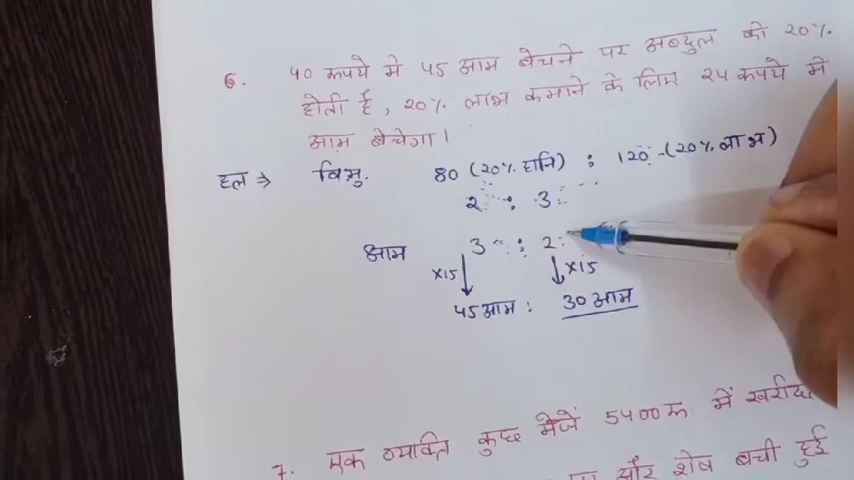 6. 40 रूपये मे 45 आम बेचने पर अब्दुल को 20%
होती है, 20% लाभ कमाने के लिए 24 रूपये मे
आम बेचेगा।
हल ⇒ विमु. 80 (20% हानि) : 120 (20% लाभ)
2 : 3
आम 3 : 2
×15 ×15
45 आम : 30 आम
7. एक व्यक्ति कुछ मेजें 5400 रू में खरीद
और शेष बची हुई